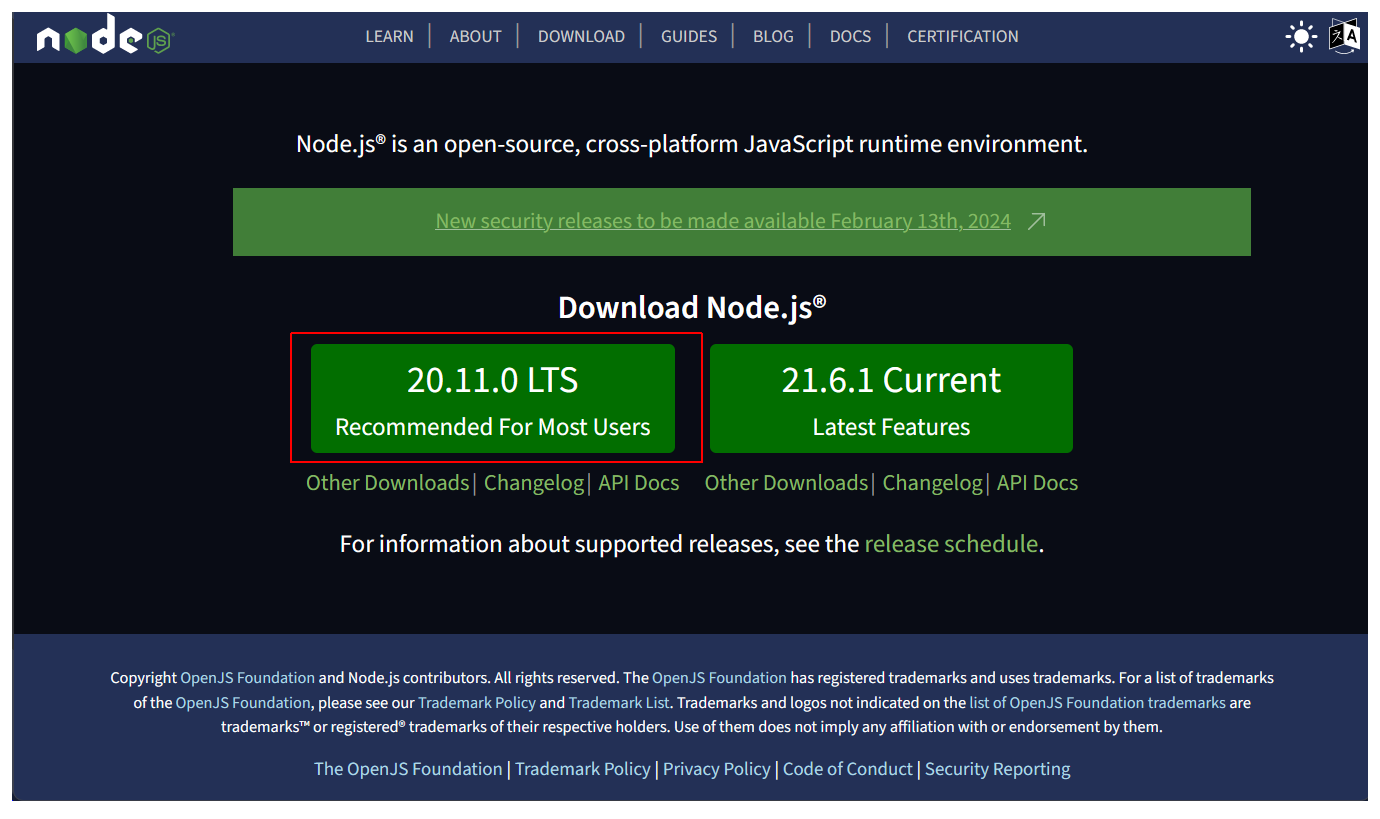 node JS
LEARN | ABOUT | DOWNLOAD | GUIDES | BLOG | DOCS | CERTIFICATION
Node.js® is an open-source, cross-platform JavaScript runtime environment.
New security releases to be made available February 13th, 2024
Download Node.js®
20.11.0 LTS
Recommended For Most Users
21.6.1 Current
Latest Features
Other Downloads | Changelog | API Docs
Other Downloads | Changelog | API Docs
For information about supported releases, see the release schedule.
Copyright OpenJS Foundation and Node.js contributors. All rights reserved. The OpenJS Foundation has registered trademarks and uses trademarks. For a list of trademarks
of the OpenJS Foundation, please see our Trademark Policy and Trademark List. Trademarks and logos not indicated on the list of OpenJS Foundation trademarks are
trademarks™ or registered® trademarks of their respective holders. Use of them does not imply any affiliation with or endorsement by them.
The OpenJS Foundation | Trademark Policy | Privacy Policy | Code of Conduct | Security Reporting